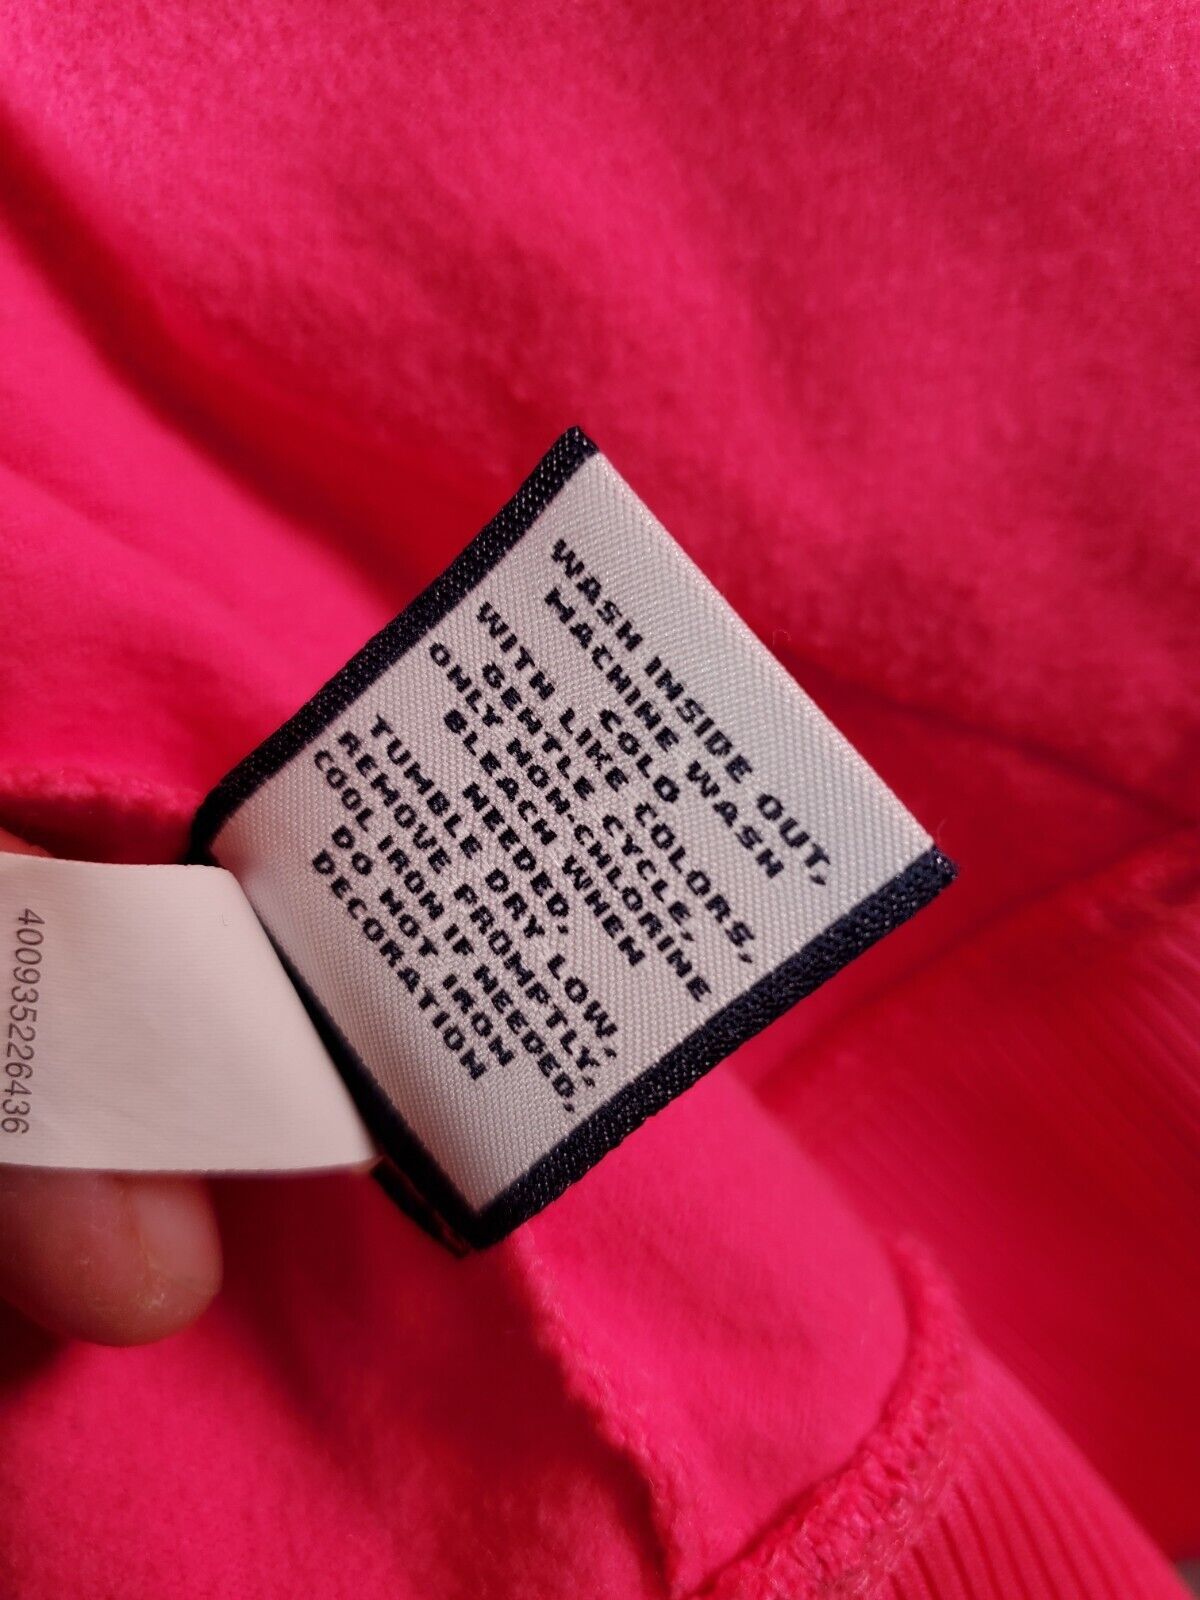 WASH INSIDE OUT,
MACHINE WASH
COLD
WITH LIKE COLORS,
GENTLE CYCLE,
ONLY NON-CHLORINE
BLEACH WHEN
NEEDED,
TUMBLE DRY LOW,
REMOVE PROMPTLY,
COOL IRON IF NEEDED,
DO NOT IRON
DECORATION
400935226436